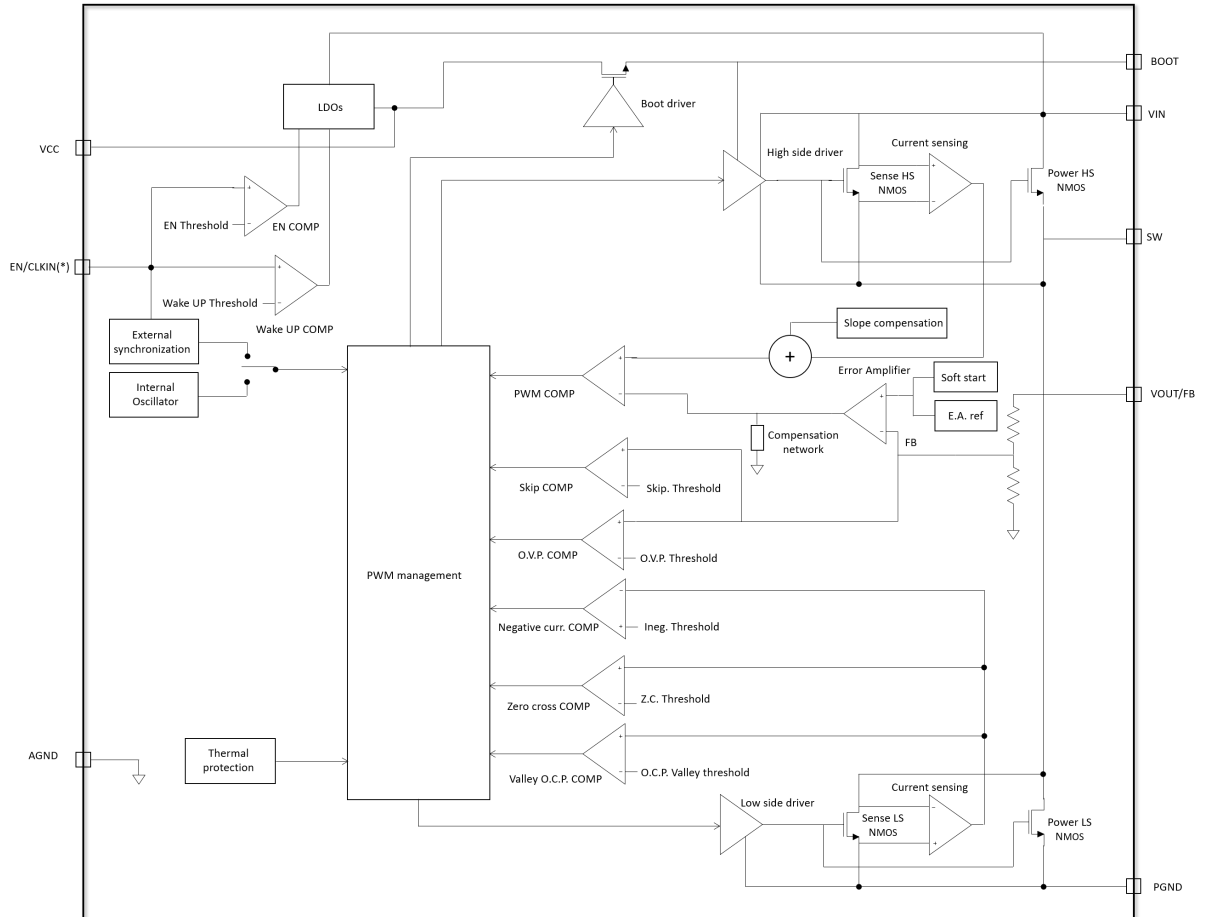 BOOT
LDOs
Boot driver
VIN
VCC
High side driver
Current sensing
+
Sense HS
NMOS
Power HS
NMOS
−
+
EN Threshold
−
EN COMP
SW
EN/CLKIN(*)
+
Wake UP Threshold
−
Wake UP COMP
External
synchronization
Slope compensation
+
+
PWM COMP
−
Error Amplifier
Soft start
Internal
Oscillator
+
E.A. ref
VOUT/FB
−
FB
Compensation
network
+
Skip COMP
−
Skip. Threshold
+
O.V.P. COMP
−
O.V.P. Threshold
PWM management
−
Negative curr. COMP
+
Ineg. Threshold
+
Zero cross COMP
−
Z.C. Threshold
+
Valley O.C.P. COMP
−
O.C.P. Valley threshold
AGND
Thermal
protection
Low side driver
Current sensing
−
Sense LS
NMOS
+
Power LS
NMOS
PGND